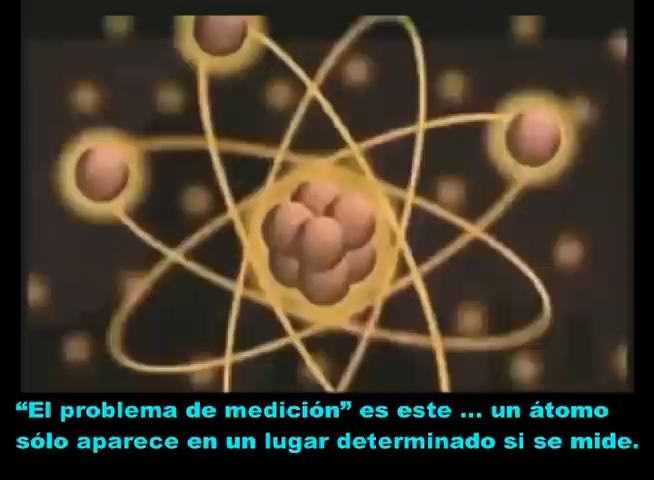 “El problema de medición” es este ... un átomo
sólo aparece en un lugar determinado si se mide.